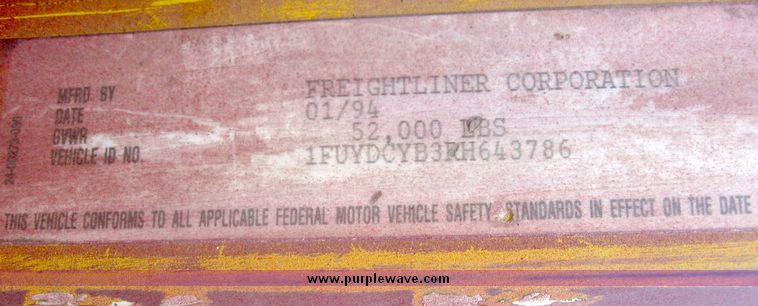 MFRD BY FREIGHTLINER CORPORATION
DATE 01/94
GVWR 52,000 LBS
VEHICLE ID NO. 1FUYDCYB3RH643786
THIS VEHICLE CONFORMS TO ALL APPLICABLE FEDERAL MOTOR VEHICLE SAFETY STANDARDS IN EFFECT ON THE DATE
www.purplewave.com